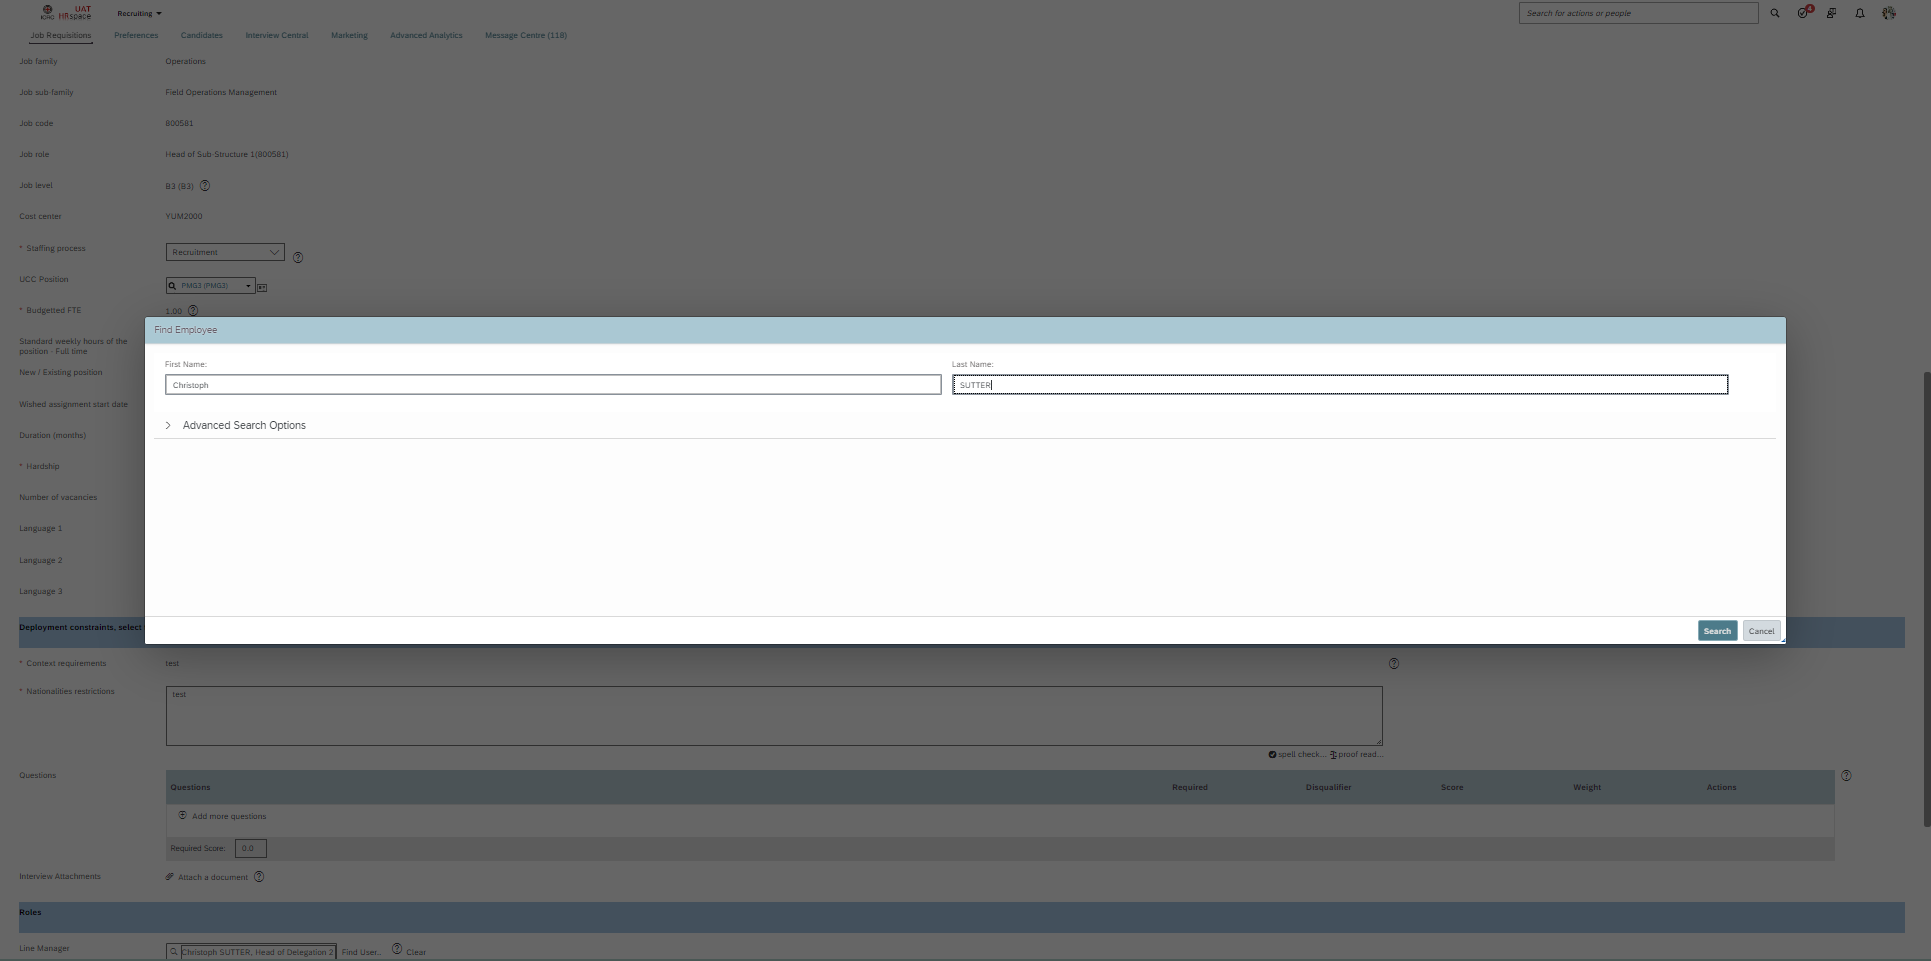 UAT
ICRC HRspace
Recruiting
Search for actions or people
4
Job Requisitions
Preferences
Candidates
Interview Central
Marketing
Advanced Analytics
Message Centre (118)
Job family
Operations
Job sub family
Field Operations Management
Job code
800581
Job role
Head of Sub-Structure 1(800581)
Job level
B3 (B3)
Cost center
YUM2000
* Staffing process
Recruitment
UCC Position
PMG3 (PMG3)
* Budgetted FTE
1.00
Find Employee
Standard weekly hours of the
position - Full time
First Name:
Last Name:
New / Existing position
Christoph
SUTTER
Wished assignment start date
Advanced Search Options
Duration (months)
* Hardship
Number of vacancies
Language 1
Language 2
Language 3
Deployment constraints, select
Search
Cancel
* Context requirements
test
* Nationalities restrictions
test
spell check...
proof read...
Questions
Questions
Required
Disqualifier
Score
Weight
Actions
Add more questions
Required Score:
0.0
Interview Attachments
Attach a document
Roles
Line Manager
Christoph SUTTER, Head of Delegation 2
Find User...
Clear